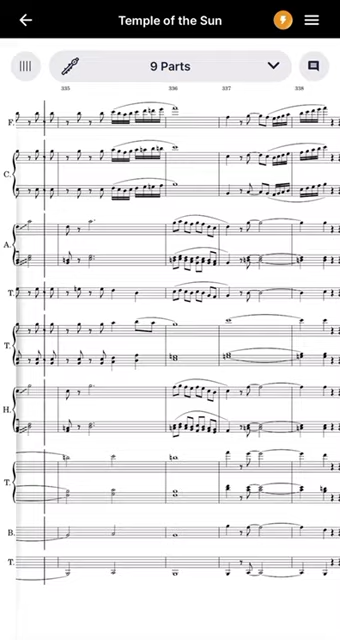 Temple of the Sun
9 Parts
335 336 337 338
F.
C.
A.
T.
T.
H.
T.
B.
T.